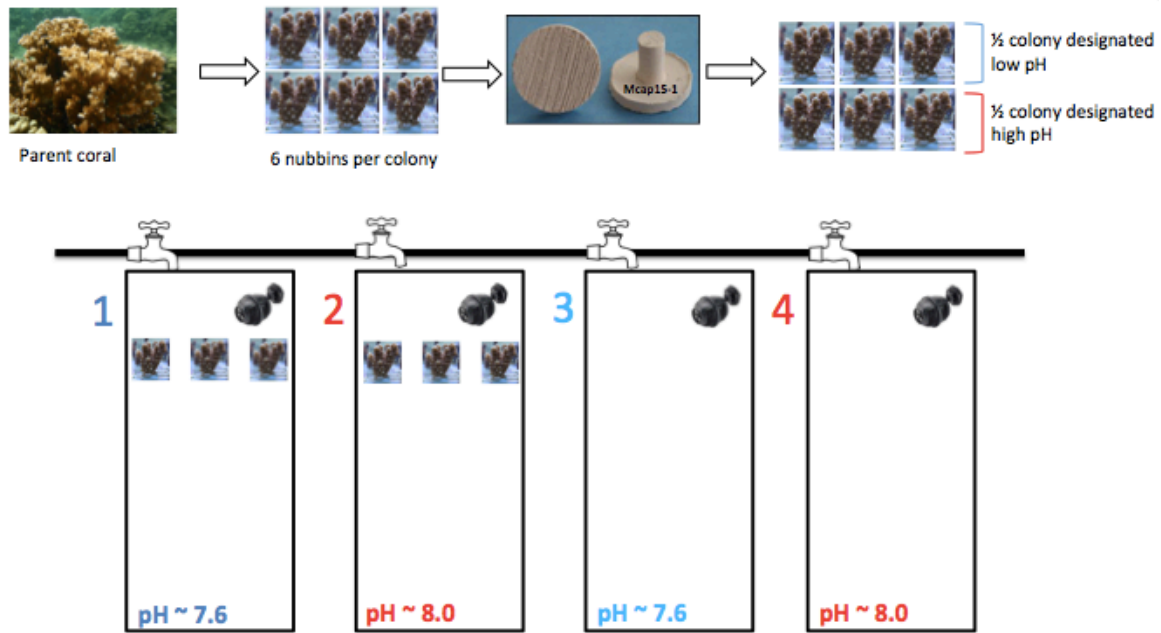 Parent coral
6 nubbins per colony
Mcap15-1
½ colony designated
low pH
½ colony designated
high pH
1
2
3
4
pH ~ 7.6
pH ~ 8.0
pH ~ 7.6
pH ~ 8.0